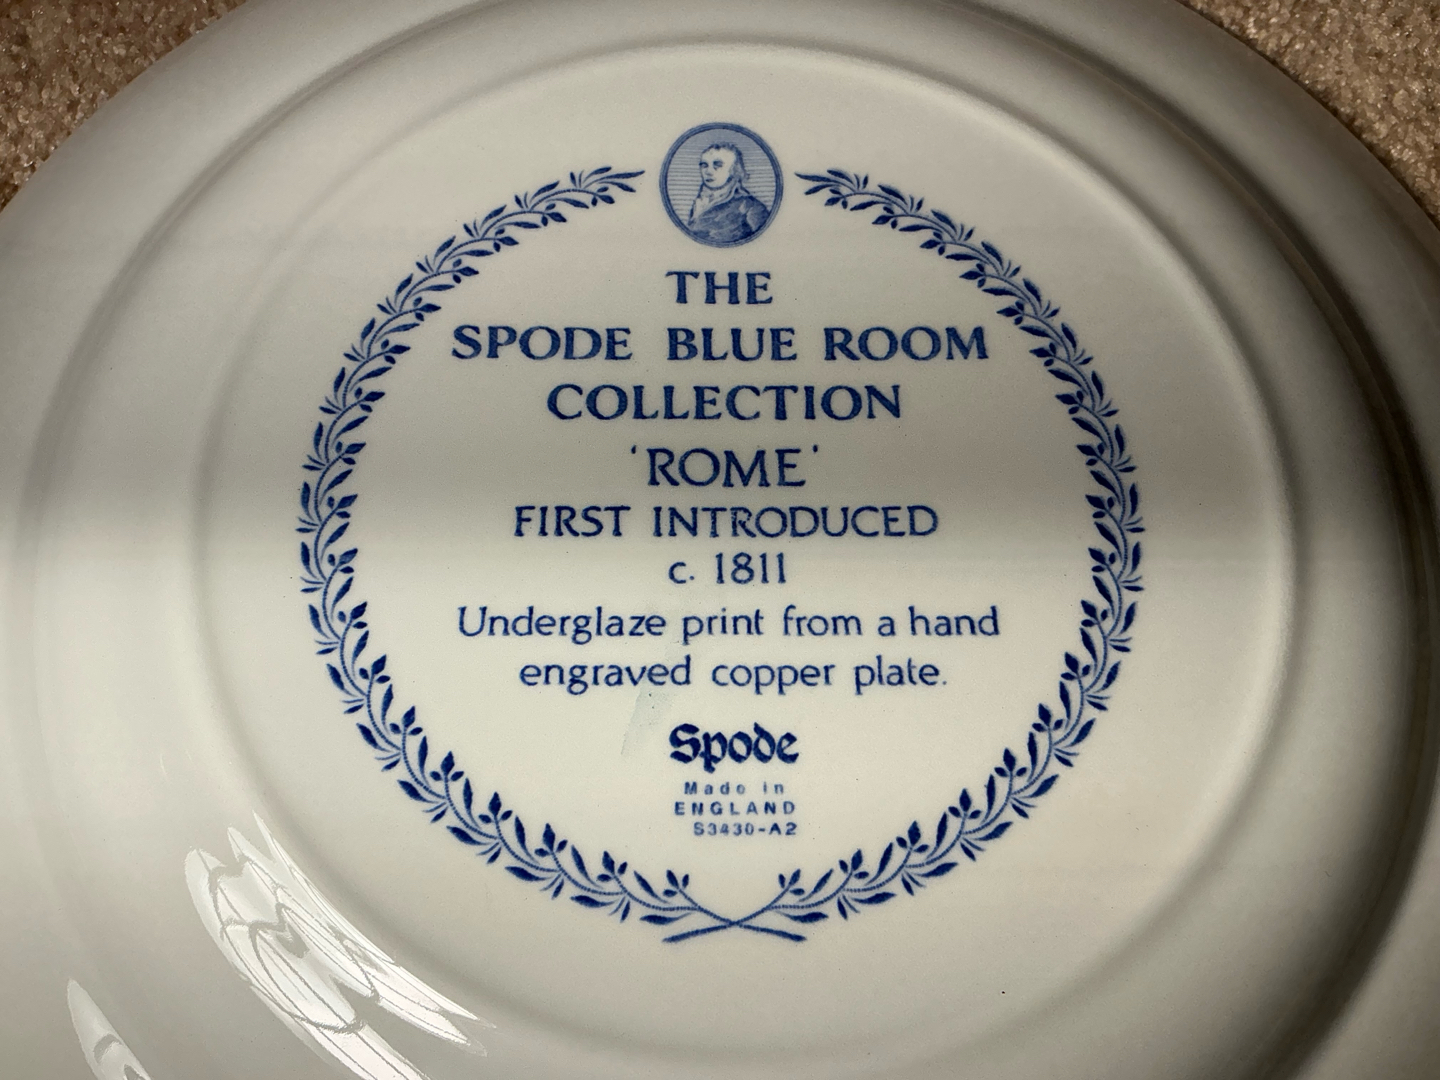 THE
SPODE BLUE ROOM
COLLECTION
'ROME'
FIRST INTRODUCED
c. 1811
Underglaze print from a hand
engraved copper plate.
Spode
Made in
ENGLAND
S3430-A2